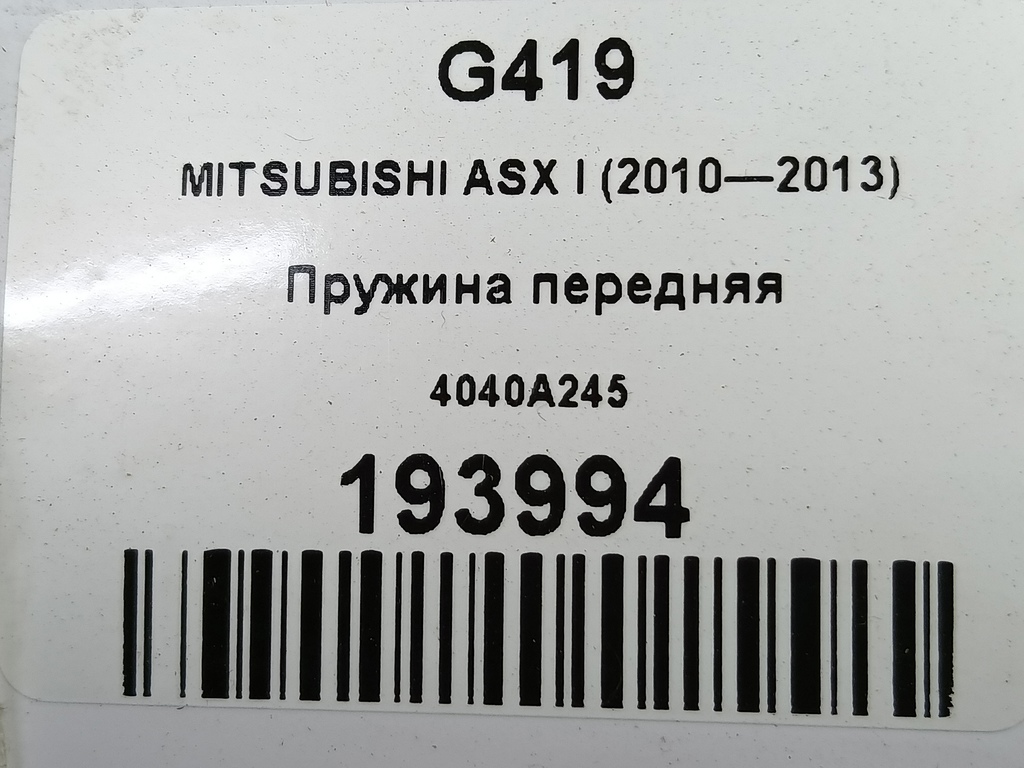 G419
MITSUBISHI ASX I (2010—2013)
Пружина передняя
4040A245
193994